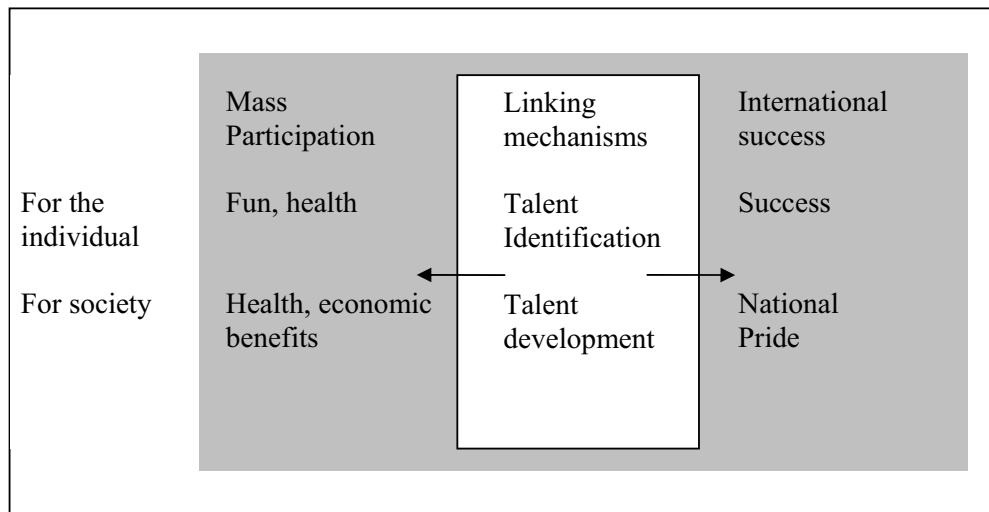 Mass
Participation
Linking
mechanisms
International
success
For the
individual
Fun, health
Talent
Identification
Success
For society
Health, economic
benefits
Talent
development
National
Pride